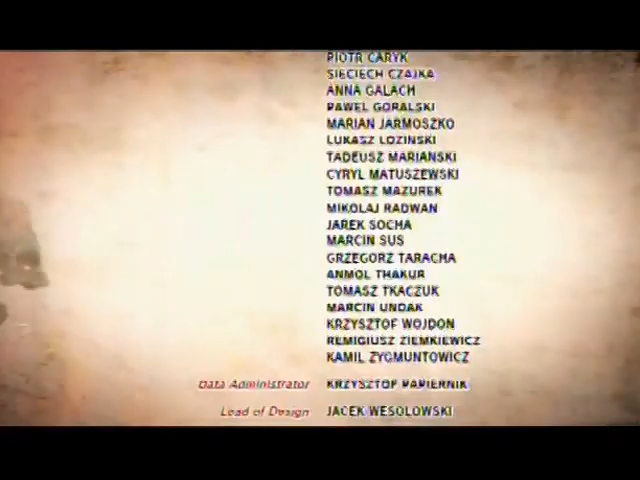 PIOTR CARYK
SIECIECH CZAJKA
ANNA GALACH
PAWEL GORALSKI
MARIAN JARMOSZKO
LUKASZ LOZINSKI
TADEUSZ MARIANSKI
CYRYL MATUSZEWSKI
TOMASZ MAZUREK
MIKOLAJ RADWAN
JAREK SOCHA
MARCIN SUS
GRZEGORZ TARACHA
ANMOL THAKUR
TOMASZ TKACZUK
MARCIN UNDAK
KRZYSZTOF WOJDON
REMIGIUSZ ZIEMKIEWICZ
KAMIL ZYGMUNTOWICZ
Data Administrator KRZYSZTOF PAPIERNIK
Lead of Design JACEK WESOLOWSKI